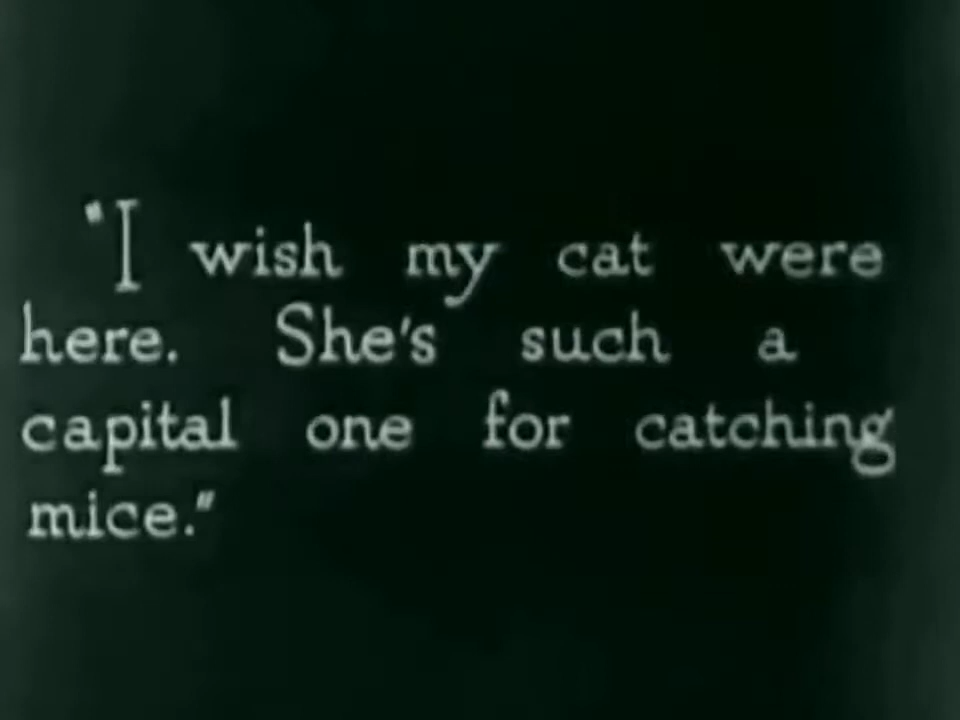 "I wish my cat were
here. She's such a
capital one for catching
mice."